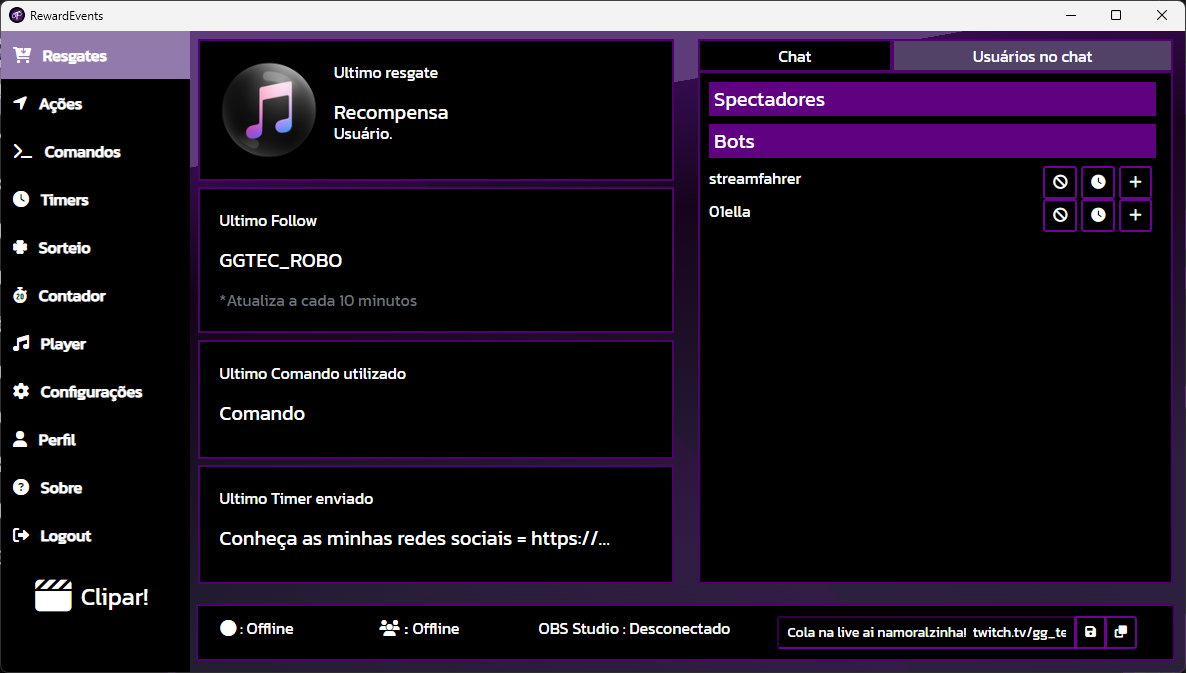 RewardEvents
Resgates
Ações
Comandos
Timers
Sorteio
Contador
Player
Configurações
Perfil
Sobre
Logout
Clipar!
Ultimo resgate
Recompensa
Usuário.
Ultimo Follow
GGTEC_ROBO
*Atualiza a cada 10 minutos
Ultimo Comando utilizado
Comando
Ultimo Timer enviado
Conheça as minhas redes sociais = https://...
Chat
Usuários no chat
Spectadores
Bots
streamfahrer
01ella
: Offline
: Offline
OBS Studio : Desconectado
Cola na live ai namoralzinha! twitch.tv/gg_te